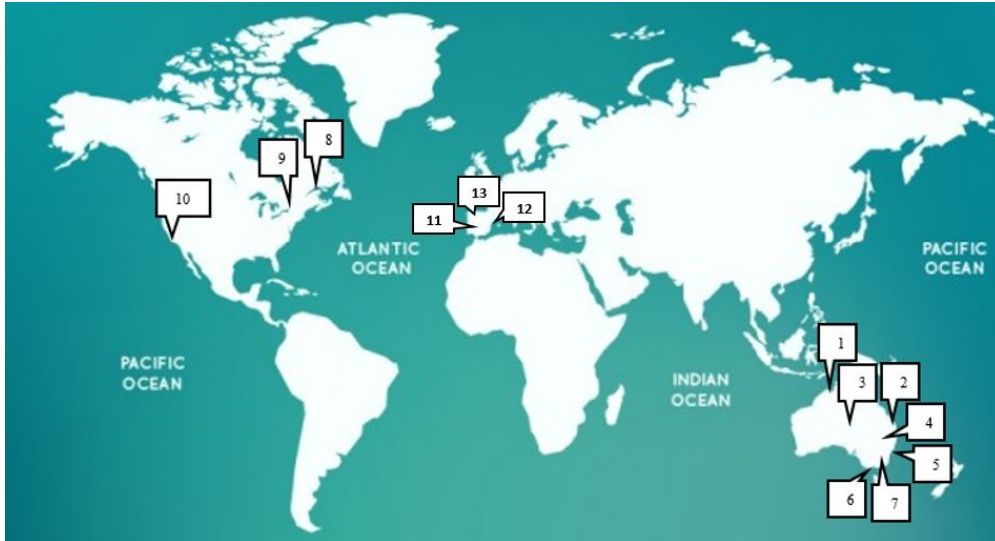 8
9
10
13
12
11
ATLANTIC
OCEAN
PACIFIC
OCEAN
PACIFIC
OCEAN
INDIAN
OCEAN
1
3
2
4
5
6
7